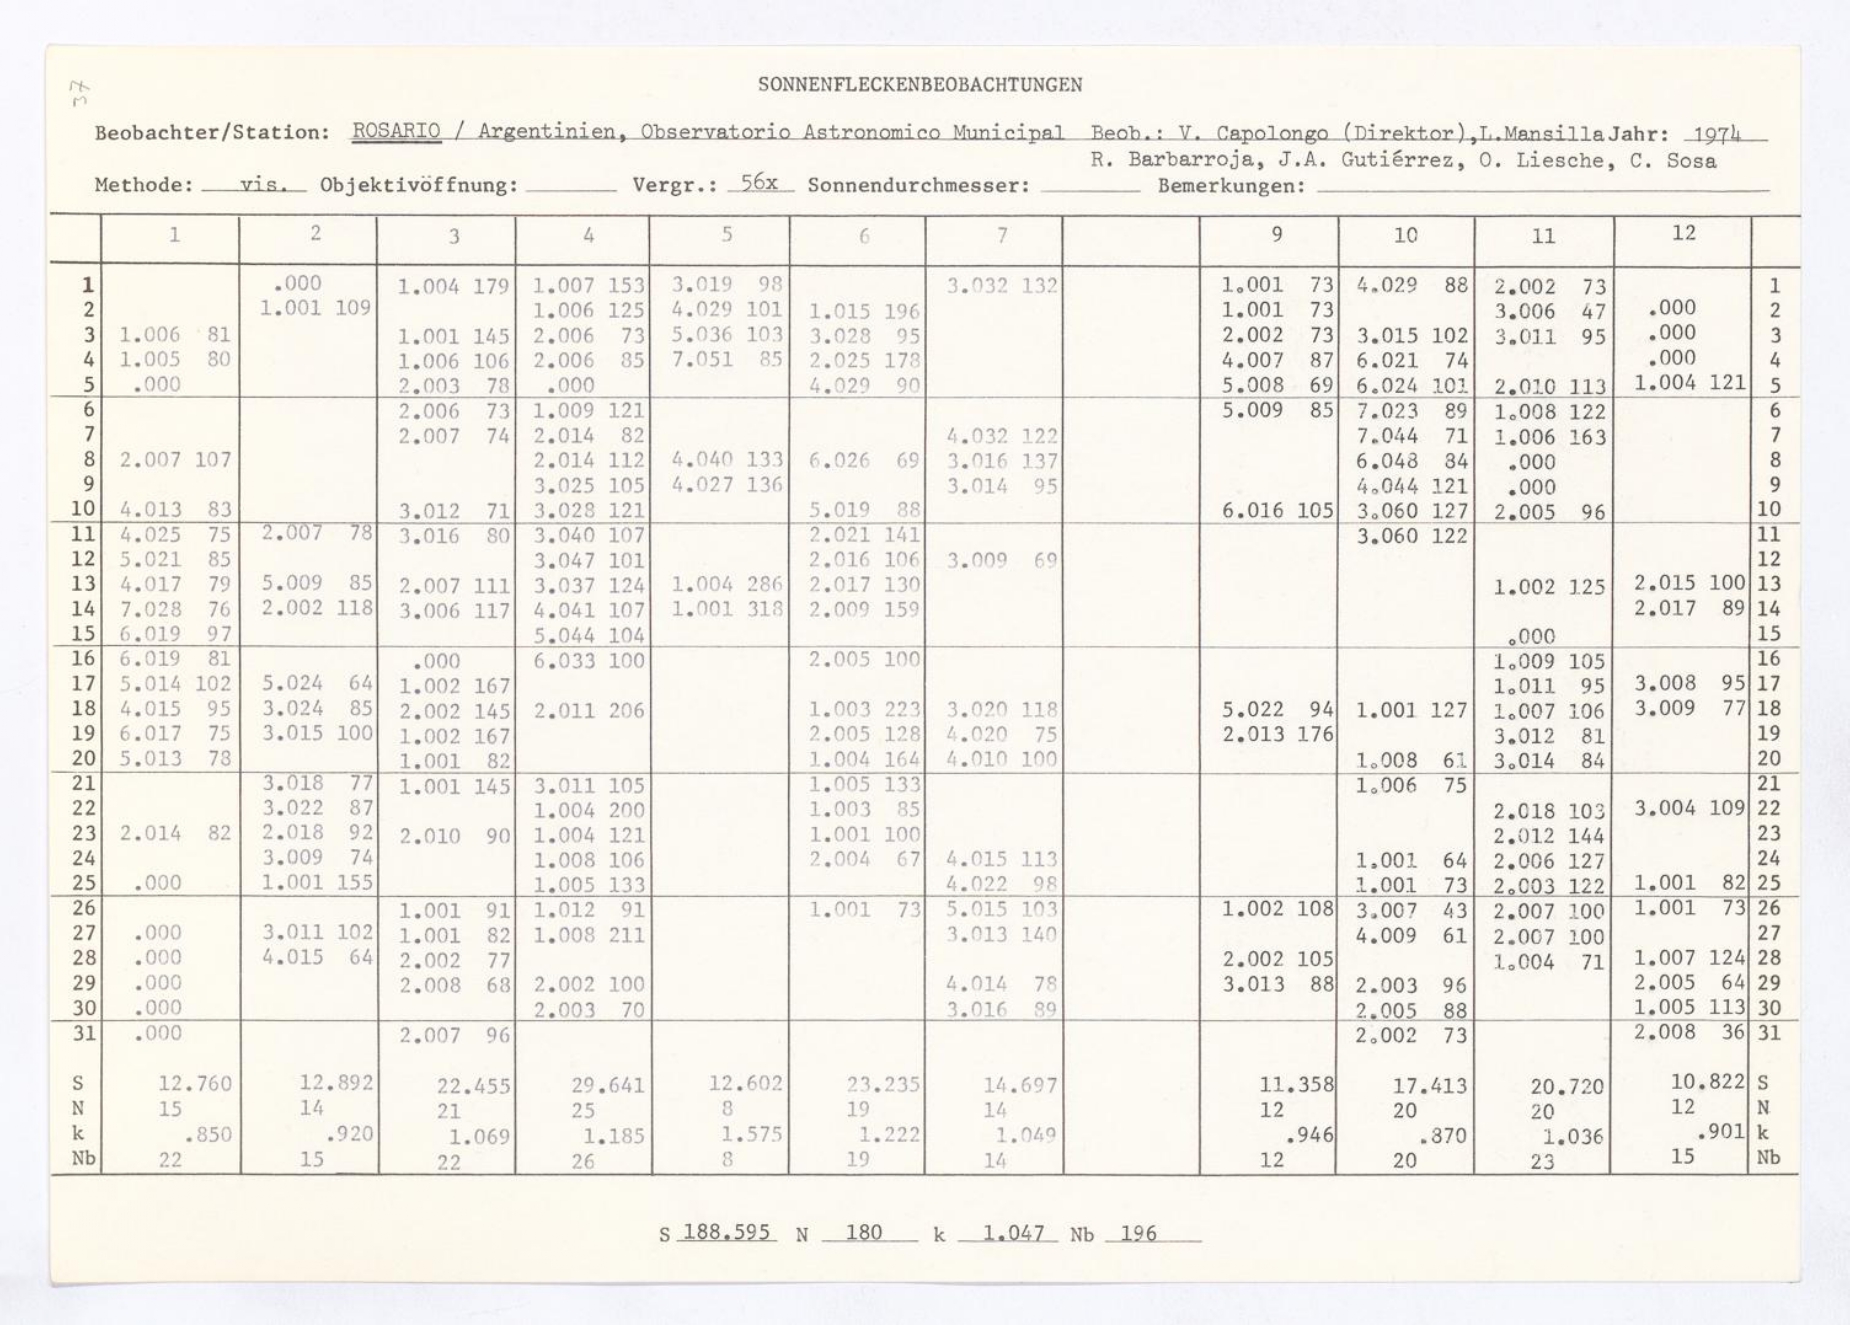 37
SONNENFLECKENBEOBACHTUNGEN
Beobachter/Station: ROSARIO / Argentinien, Observatorio Astronomico Municipal Beob.: V. Capolongo (Direktor),L.Mansilla Jahr: 1974
R. Barbarroja, J.A. Gutiérrez, O. Liesche, C. Sosa
Methode: vis. Objektivöffnung: Vergr.: 56x Sonnendurchmesser: Bemerkungen:
1 2 3 4 5 6 7 9 10 11 12
1 .000 1.004 179 1.007 153 3.019 98 3.032 132 1.001 73 4.029 88 2.002 73 1
2 1.001 109 1.006 125 4.029 101 1.015 196 1.001 73 3.006 47 .000 2
3 1.006 81 1.001 145 2.006 73 5.036 103 3.028 95 2.002 73 3.015 102 3.011 95 .000 3
4 1.005 80 1.006 106 2.006 85 7.051 85 2.025 178 4.007 87 6.021 74 .000 4
5 .000 2.003 78 .000 4.029 90 5.008 69 6.024 101 2.010 113 1.004 121 5
6 2.006 73 1.009 121 5.009 85 7.023 89 1.008 122 6
7 2.007 74 2.014 82 4.032 122 7.044 71 1.006 163 7
8 2.007 107 2.014 112 4.040 133 6.026 69 3.016 137 6.048 84 .000 8
9 3.025 105 4.027 136 3.014 95 4.044 121 .000 9
10 4.013 83 3.012 71 3.028 121 5.019 88 6.016 105 3.060 127 2.005 96 10
11 4.025 75 2.007 78 3.016 80 3.040 107 2.021 141 3.060 122 11
12 5.021 85 3.047 101 2.016 106 3.009 69 12
13 4.017 79 5.009 85 2.007 111 3.037 124 1.004 286 2.017 130 1.002 125 2.015 100 13
14 7.028 76 2.002 118 3.006 117 4.041 107 1.001 318 2.009 159 2.017 89 14
15 6.019 97 5.044 104 .000 15
16 6.019 81 .000 6.033 100 2.005 100 1.009 105 16
17 5.014 102 5.024 64 1.002 167 1.011 95 3.008 95 17
18 4.015 95 3.024 85 2.002 145 2.011 206 1.003 223 3.020 118 5.022 94 1.001 127 1.007 106 3.009 77 18
19 6.017 75 3.015 100 1.002 167 2.005 128 4.020 75 2.013 176 3.012 81 19
20 5.013 78 1.001 82 1.004 164 4.010 100 1.008 61 3.014 84 20
21 3.018 77 1.001 145 3.011 105 1.005 133 1.006 75 21
22 3.022 87 1.004 200 1.003 85 2.018 103 3.004 109 22
23 2.014 82 2.018 92 2.010 90 1.004 121 1.001 100 2.012 144 23
24 3.009 74 1.008 106 2.004 67 4.015 113 1.001 64 2.006 127 24
25 .000 1.001 155 1.005 133 4.022 98 1.001 73 2.003 122 1.001 82 25
26 1.001 91 1.012 91 1.001 73 5.015 103 1.002 108 3.007 43 2.007 100 1.001 73 26
27 .000 3.011 102 1.001 82 1.008 211 3.013 140 4.009 61 2.007 100 27
28 .000 4.015 64 2.002 77 2.002 105 1.004 71 1.007 124 28
29 .000 2.008 68 2.002 100 4.014 78 3.013 88 2.003 96 2.005 64 29
30 .000 2.003 70 3.016 89 2.005 88 1.005 113 30
31 .000 2.007 96 2.002 73 2.008 36 31
S 12.760 12.892 22.455 29.641 12.602 23.235 14.697 11.358 17.413 20.720 10.822 S
N 15 14 21 25 8 19 14 12 20 20 12 N
k .850 .920 1.069 1.185 1.575 1.222 1.049 .946 .870 1.036 .901 k
Nb 22 15 22 26 8 19 14 12 20 23 15 Nb
S 188.595 N 180 k 1.047 Nb 196